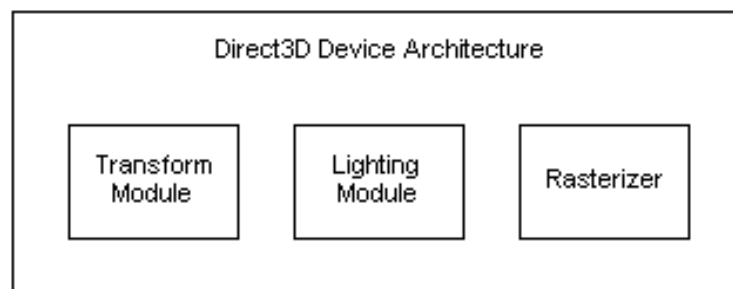 Direct3D Device Architecture
Transform
Module
Lighting
Module
Rasterizer